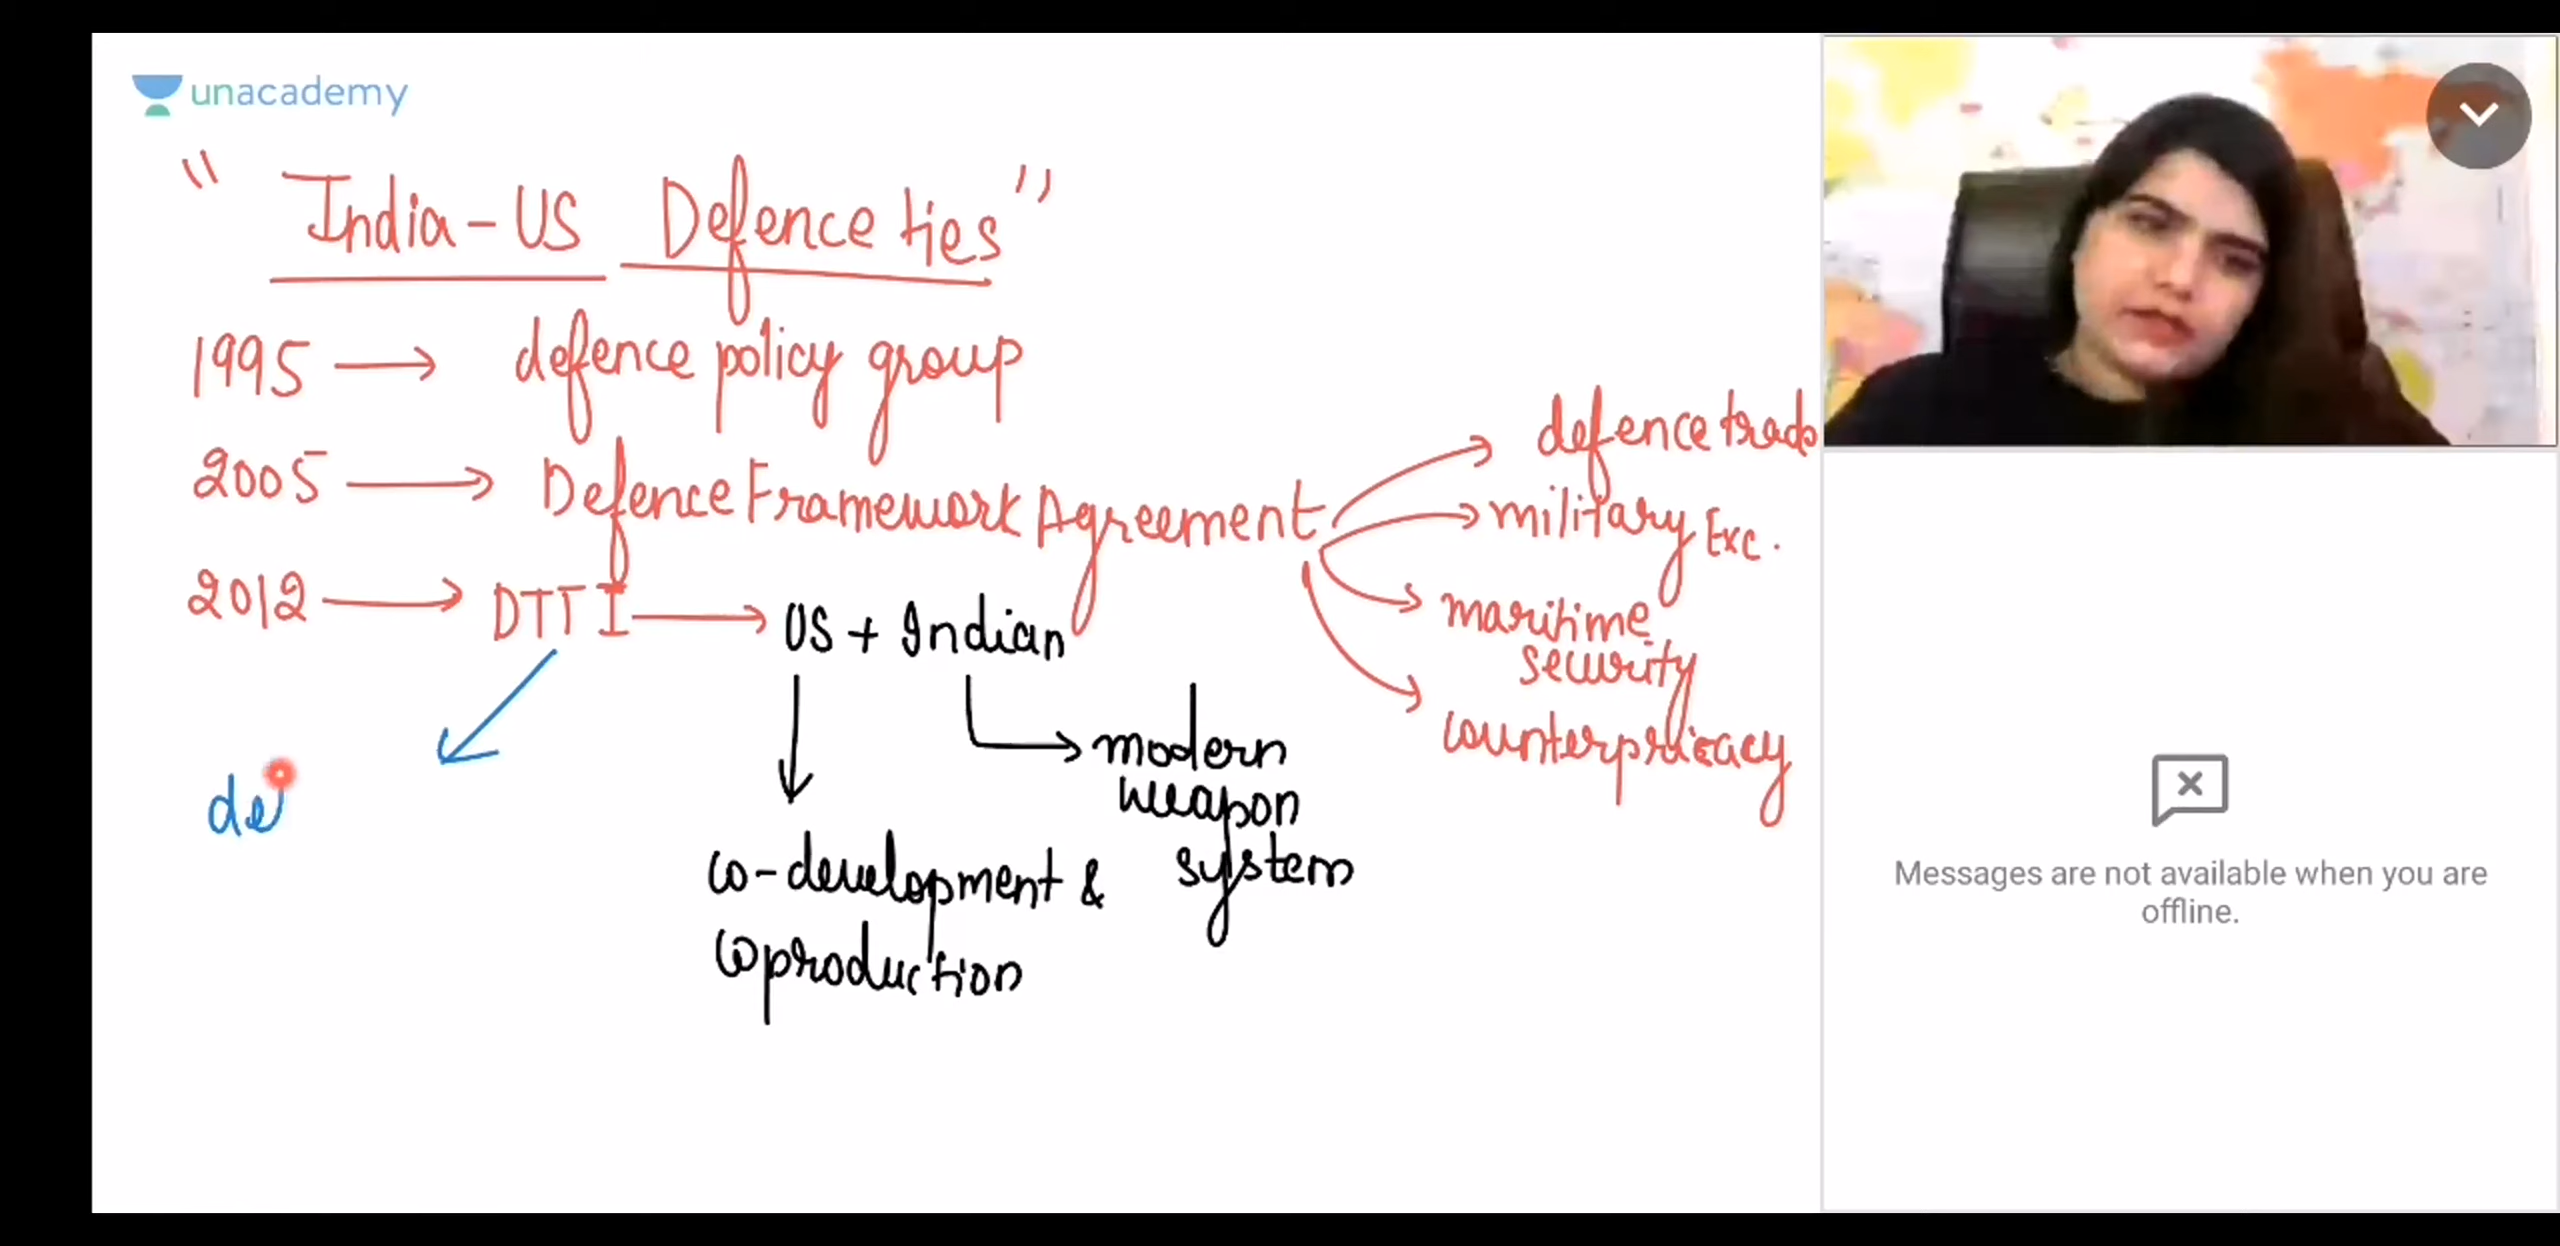 unacademy
" India-US Defence ties "
1995 → defence policy group
2005 → Defence Framework Agreement
→ defence trade
→ military Exc.
→ maritime
security
→ counterpriacy
2012 → DTTI → US + Indian
→ modern
weapon
system
de
co-development &
coproduction
Messages are not available when you are
offline.